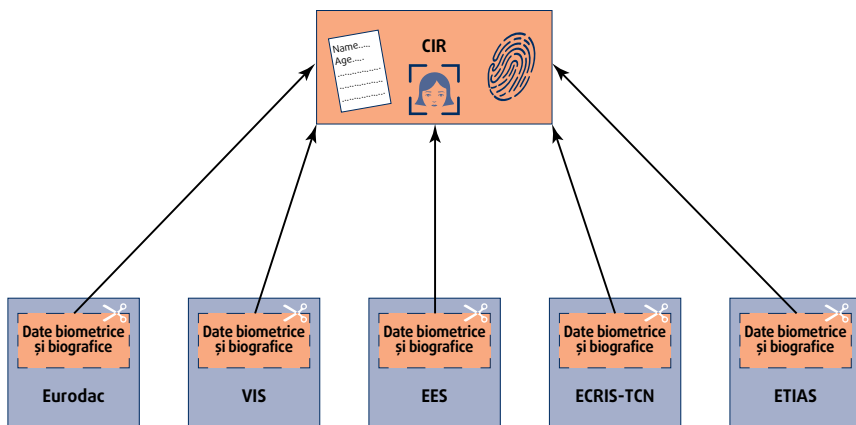 CIR
Name.....
Age.....
Date biometrice
și biografice
Eurodac
Date biometrice
și biografice
VIS
Date biometrice
și biografice
EES
Date biometrice
și biografice
ECRIS-TCN
Date biometrice
și biografice
ETIAS